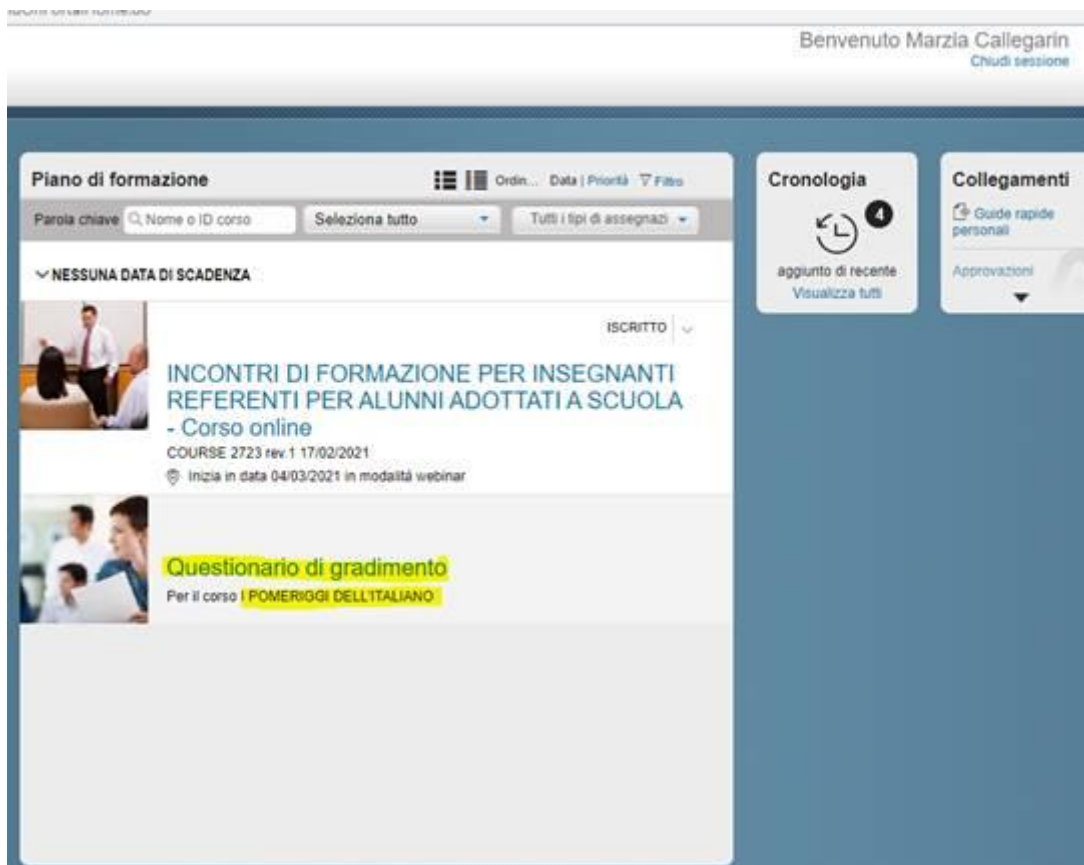 Benvenuto Marzia Callegarin
Chiudi sessione
Piano di formazione
Ordin... Data | Priorità Filtro
Parola chiave Nome o ID corso Seleziona tutto Tutti i tipi di assegnazi
NESSUNA DATA DI SCADENZA
ISCRITTO
INCONTRI DI FORMAZIONE PER INSEGNANTI
REFERENTI PER ALUNNI ADOTTATI A SCUOLA
- Corso online
COURSE 2723 rev.1 17/02/2021
Inizia in data 04/03/2021 in modalità webinar
Questionario di gradimento
Per il corso I POMERIGGI DELL'ITALIANO
Cronologia
4
aggiunto di recente
Visualizza tutti
Collegamenti
Guide rapide
personali
Approvazioni